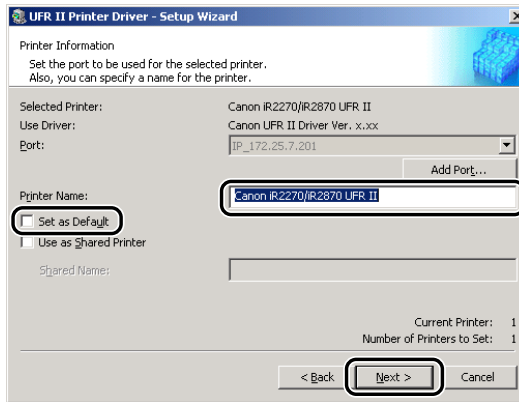 UFR II Printer Driver - Setup Wizard
Printer Information
Set the port to be used for the selected printer.
Also, you can specify a name for the printer.
Selected Printer: Canon iR2270/iR2870 UFR II
Use Driver: Canon UFR II Driver Ver. x.xx
Port: IP_172.25.7.201
Add Port...
Printer Name: Canon iR2270/iR2870 UFR II
Set as Default
Use as Shared Printer
Shared Name:
Current Printer: 1
Number of Printers to Set: 1
< Back Next > Cancel